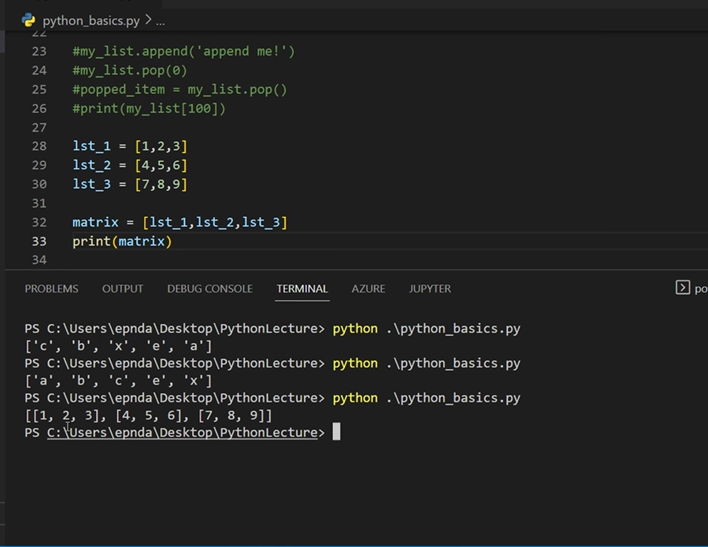 python_basics.py > ...
22
23 #my_list.append('append me!')
24 #my_list.pop(0)
25 #popped_item = my_list.pop()
26 #print(my_list[100])
27
28 lst_1 = [1,2,3]
29 lst_2 = [4,5,6]
30 lst_3 = [7,8,9]
31
32 matrix = [lst_1,lst_2,lst_3]
33 print(matrix)
34
PROBLEMS OUTPUT DEBUG CONSOLE TERMINAL AZURE JUPYTER po
PS C:\Users\epnda\Desktop\PythonLecture> python .\python_basics.py
['c', 'b', 'x', 'e', 'a']
PS C:\Users\epnda\Desktop\PythonLecture> python .\python_basics.py
['a', 'b', 'c', 'e', 'x']
PS C:\Users\epnda\Desktop\PythonLecture> python .\python_basics.py
[[1, 2, 3], [4, 5, 6], [7, 8, 9]]
PS C:\Users\epnda\Desktop\PythonLecture>